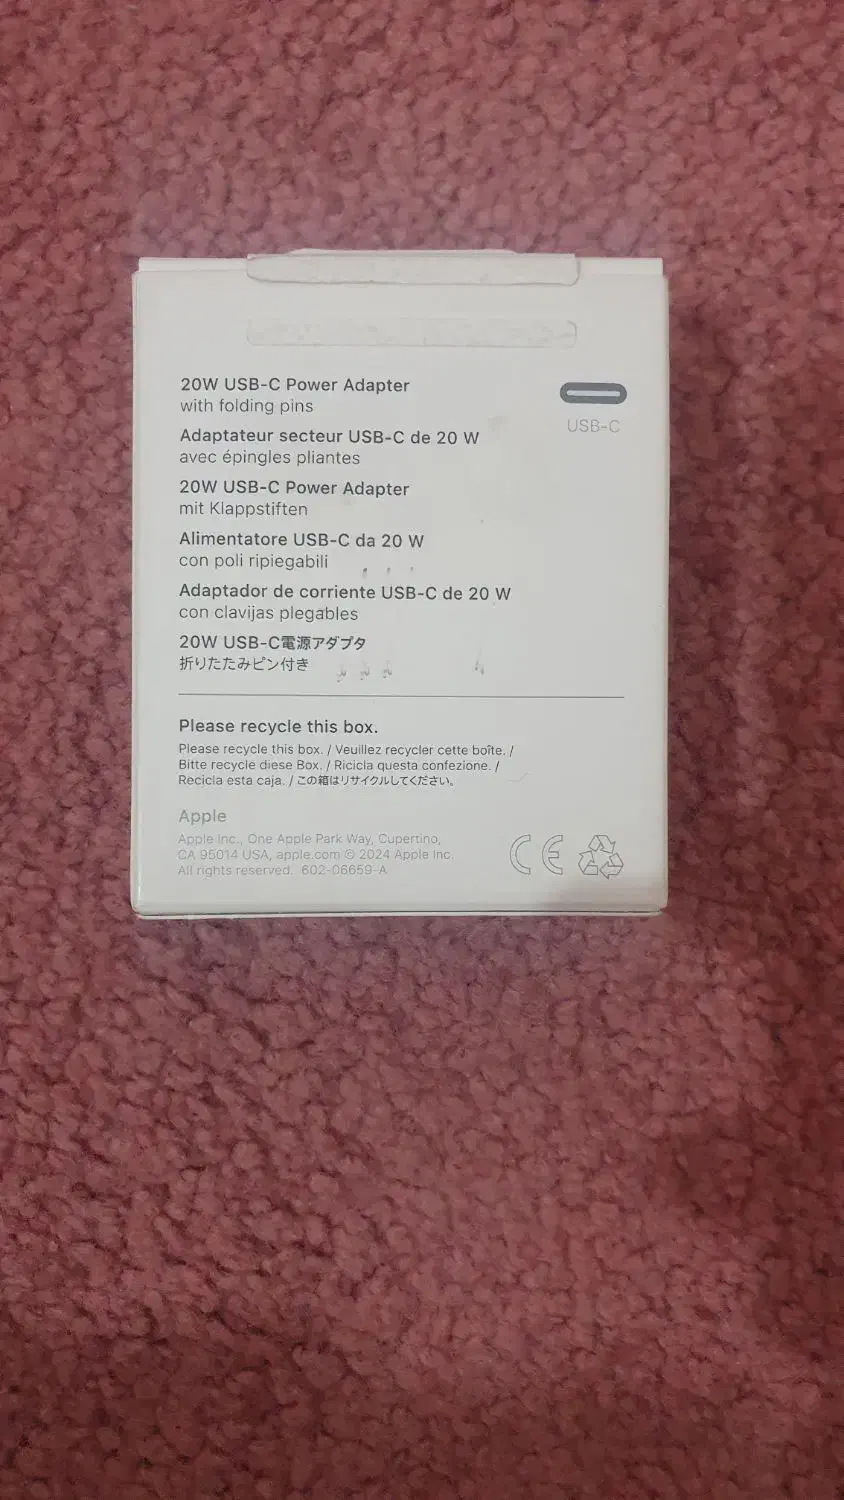 20W USB-C Power Adapter
with folding pins
USB-C
Adaptateur secteur USB-C de 20 W
avec épingles pliantes
20W USB-C Power Adapter
mit Klappstiften
Alimentatore USB-C da 20 W
con poli ripiegabili
Adaptador de corriente USB-C de 20 W
con clavijas plegables
20W USB-C電源アダプタ
折りたたみピン付き
Please recycle this box.
Please recycle this box. / Veuillez recycler cette boîte. /
Bitte recycle diese Box. / Ricicla questa confezione. /
Recicla esta caja. / この箱はリサイクルしてください。
Apple
Apple Inc., One Apple Park Way, Cupertino,
CA 95014 USA, apple.com © 2024 Apple Inc.
All rights reserved. 602-06659-A
CE